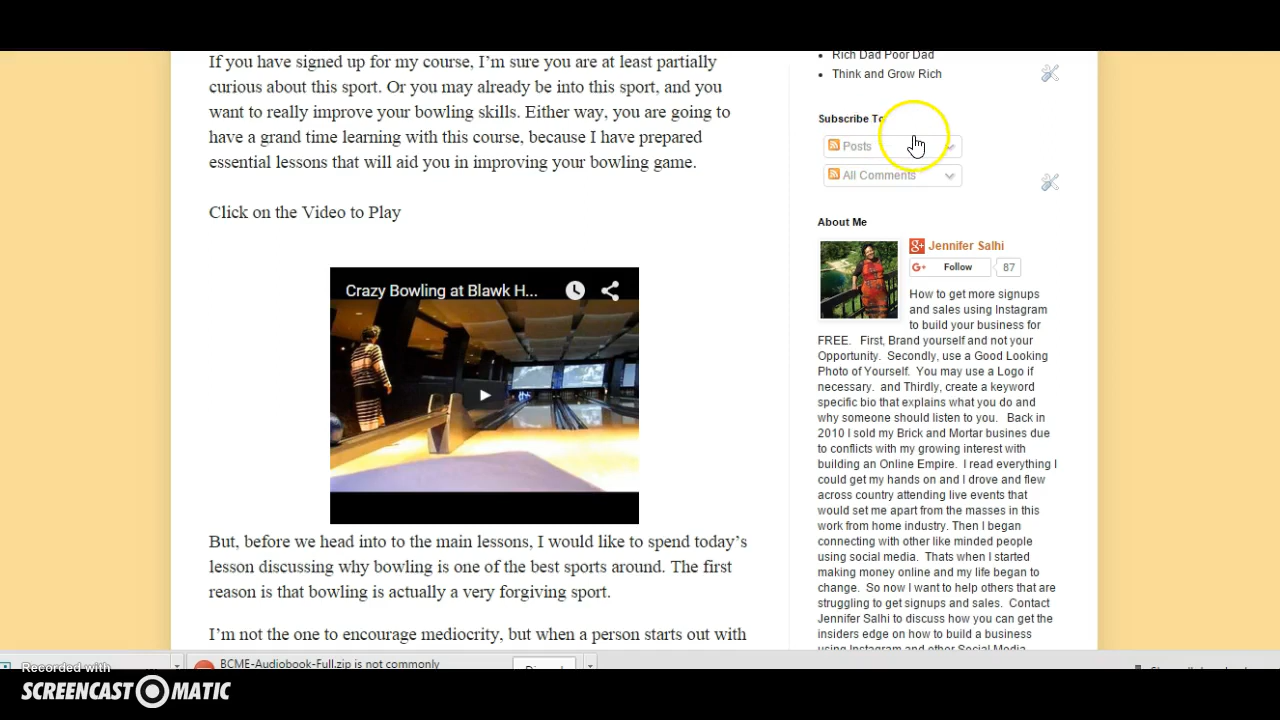 If you have signed up for my course, I'm sure you are at least partially
curious about this sport. Or you may already be into this sport, and you
want to really improve your bowling skills. Either way, you are going to
have a grand time learning with this course, because I have prepared
essential lessons that will aid you in improving your bowling game.
Click on the Video to Play
Crazy Bowling at Blawk H...
But, before we head into to the main lessons, I would like to spend today's
lesson discussing why bowling is one of the best sports around. The first
reason is that bowling is actually a very forgiving sport.
I'm not the one to encourage mediocrity, but when a person starts out with
Rich Dad Poor Dad
Think and Grow Rich
Subscribe To
Posts
All Comments
About Me
Jennifer Salhi
Follow 87
How to get more signups
and sales using Instagram
to build your business for
FREE. First, Brand yourself and not your
Opportunity. Secondly, use a Good Looking
Photo of Yourself. You may use a Logo if
necessary. and Thirdly, create a keyword
specific bio that explains what you do and
why someone should listen to you. Back in
2010 I sold my Brick and Mortar busines due
to conflicts with my growing interest with
building an Online Empire. I read everything I
could get my hands on and I drove and flew
across country attending live events that
would set me apart from the masses in this
work from home industry. Then I began
connecting with other like minded people
using social media. Thats when I started
making money online and my life began to
change. So now I want to help others that are
struggling to get signups and sales. Contact
Jennifer Salhi to discuss how you can get the
insiders edge on how to build a business
using Instagram and other Social Media
BCME-Audiobook-Full.zip is not commonly
Recorded with
SCREENCAST-O-MATIC